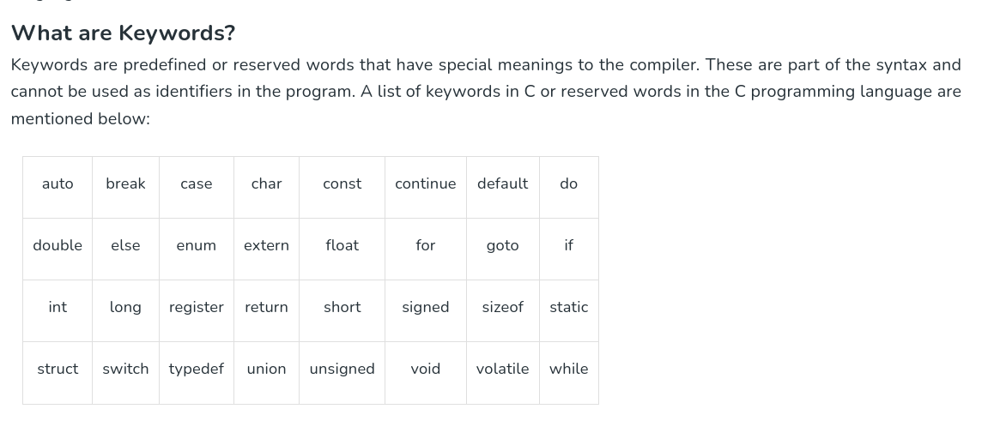 What are Keywords?
Keywords are predefined or reserved words that have special meanings to the compiler. These are part of the syntax and
cannot be used as identifiers in the program. A list of keywords in C or reserved words in the C programming language are
mentioned below:
auto break case char const continue default do
double else enum extern float for goto if
int long register return short signed sizeof static
struct switch typedef union unsigned void volatile while